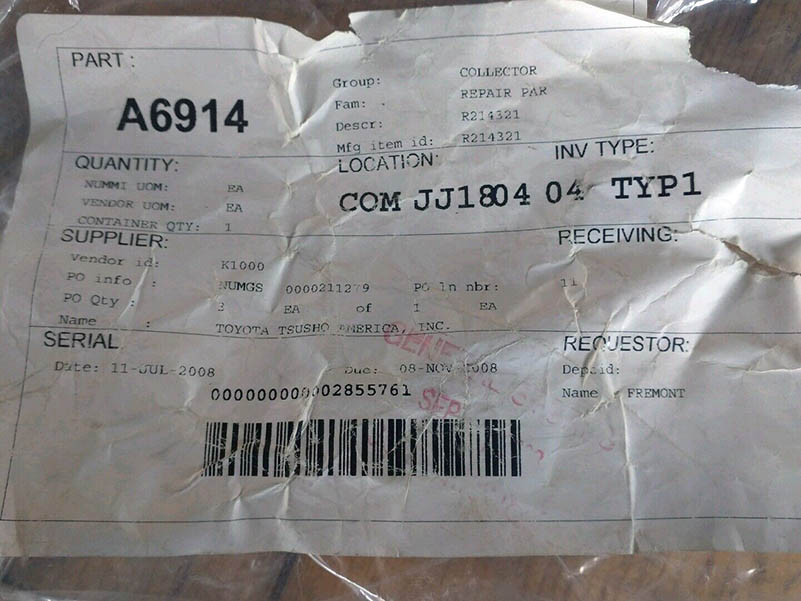 PART:
A6914
Group: COLLECTOR
Fam: REPAIR PAR
Descr: R214321
Mfg item id: R214321
QUANTITY:
NUMMI UOM: EA
VENDOR UOM: EA
CONTAINER QTY: 1
LOCATION:
INV TYPE:
COM JJ1804 04 TYP1
SUPPLIER:
Vendor id: K1000
PO info : NUMGS 0000211279 PO ln nbr: 11
PO Qty : 3 EA of 1 EA
Name : TOYOTA TSUSHO AMERICA, INC.
RECEIVING:
SERIAL
Date: 11-JUL-2008 Due: 08-NOV-2008
000000000002855761
REQUESTOR:
Deptid:
Name : FREMONT
GENERAL
SEP